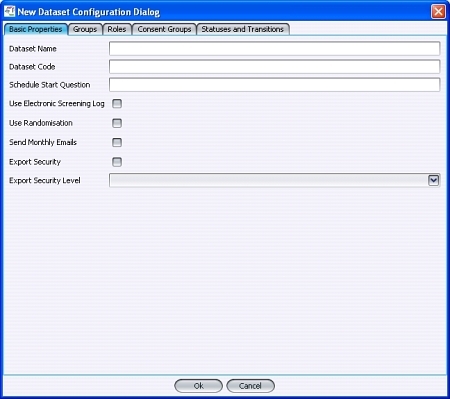 New Dataset Configuration Dialog
Basic Properties Groups Roles Consent Groups Statuses and Transitions
Dataset Name
Dataset Code
Schedule Start Question
Use Electronic Screening Log
Use Randomisation
Send Monthly Emails
Export Security
Export Security Level
Ok Cancel